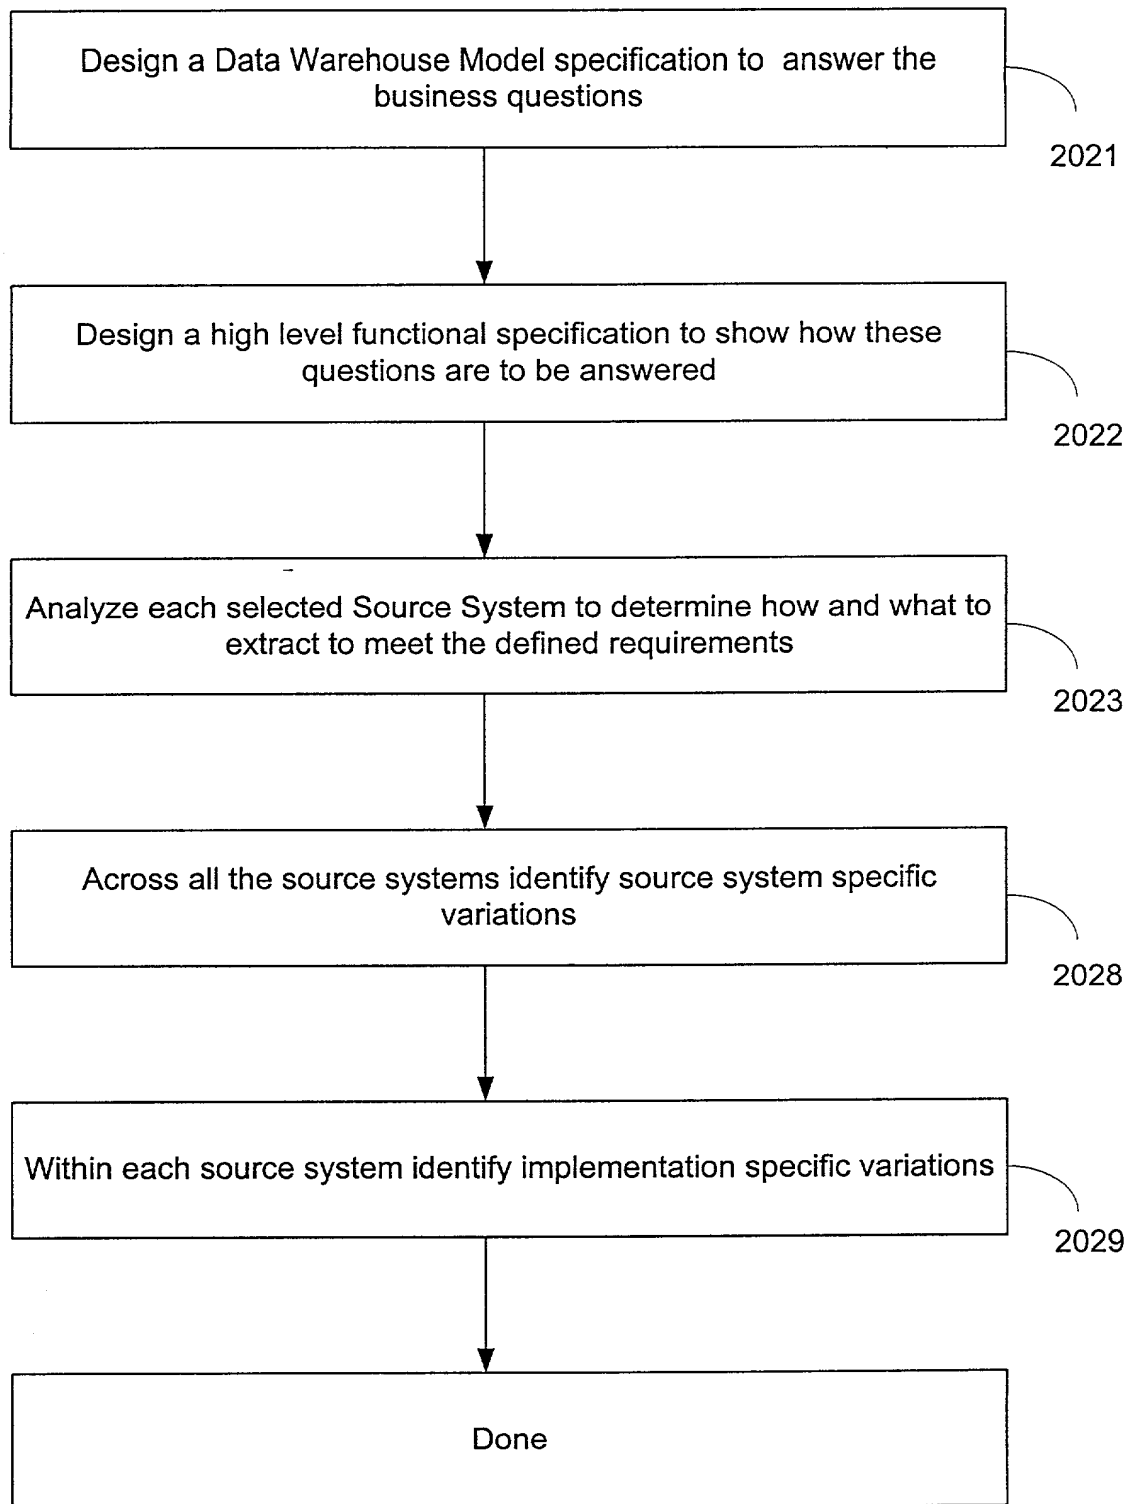 Design a Data Warehouse Model specification to answer the
business questions
2021
Design a high level functional specification to show how these
questions are to be answered
2022
Analyze each selected Source System to determine how and what to
extract to meet the defined requirements
2023
Across all the source systems identify source system specific
variations
2028
Within each source system identify implementation specific variations
2029
Done